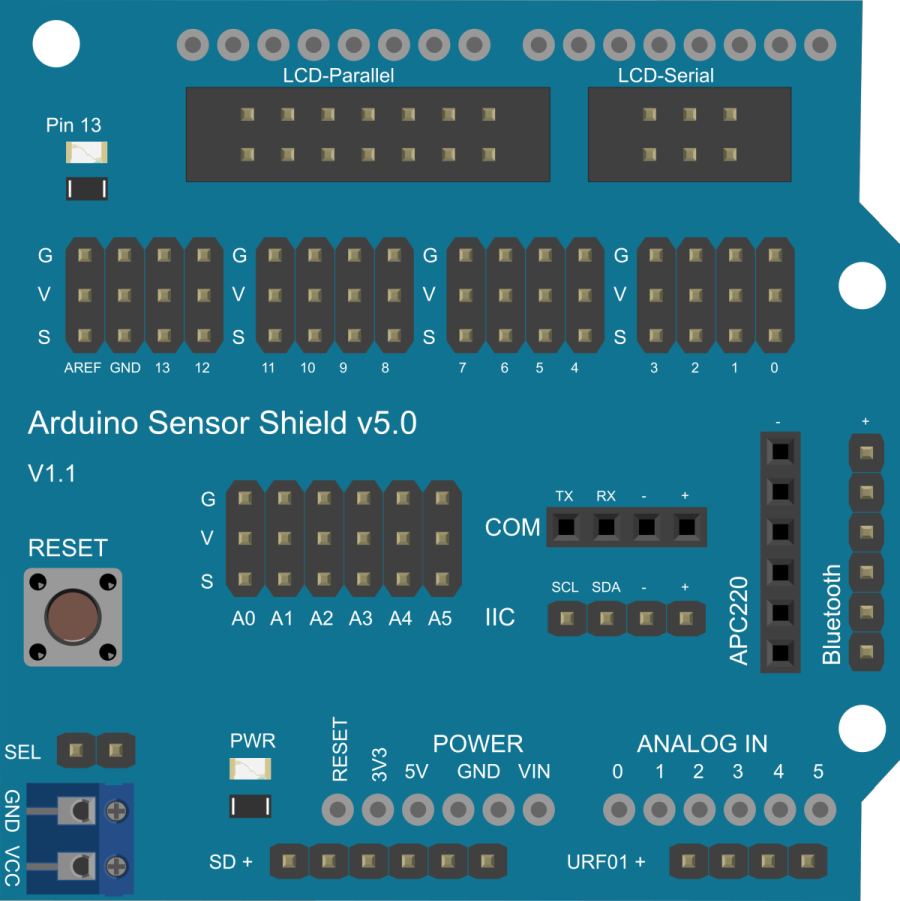 LCD-Parallel LCD-Serial
Pin 13
G G G G
V V V V
S S S S
AREF GND 13 12 11 10 9 8 7 6 5 4 3 2 1 0
Arduino Sensor Shield v5.0
- +
V1.1
G
V
S
A0 A1 A2 A3 A4 A5
TX RX - +
COM
SCL SDA - +
IIC
APC220
Bluetooth
RESET
SEL
GND
VCC
PWR
POWER
RESET 3V3 5V GND VIN
ANALOG IN
0 1 2 3 4 5
SD +
URF01 +